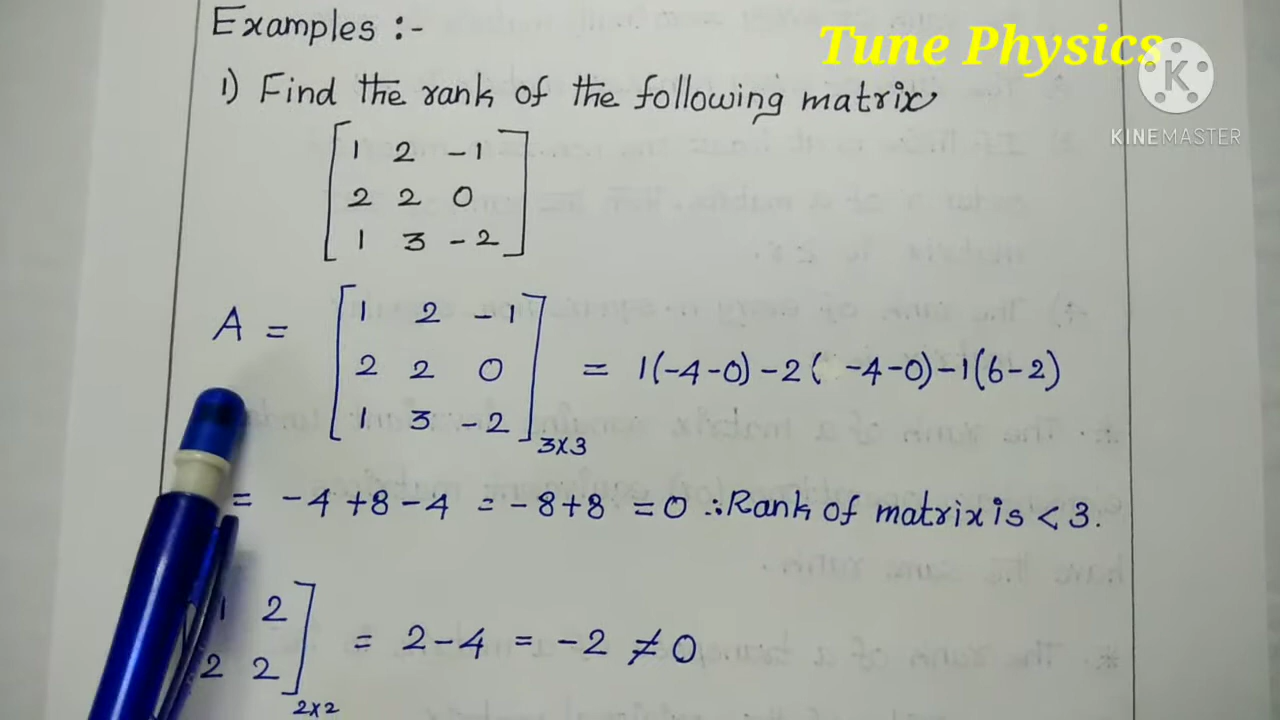 Examples :-
Tune Physics
KINEMASTER
1) Find the rank of the following matrix
1 2 -1
2 2 0
1 3 -2
A = [1 2 -1
2 2 0
1 3 -2] 3x3 = 1(-4-0) -2( -4-0) -1(6-2)
= -4 +8 -4 = -8+8 = 0 ∴ Rank of matrix is < 3.
1 2
2 2] 2x2 = 2-4 = -2 ≠ 0